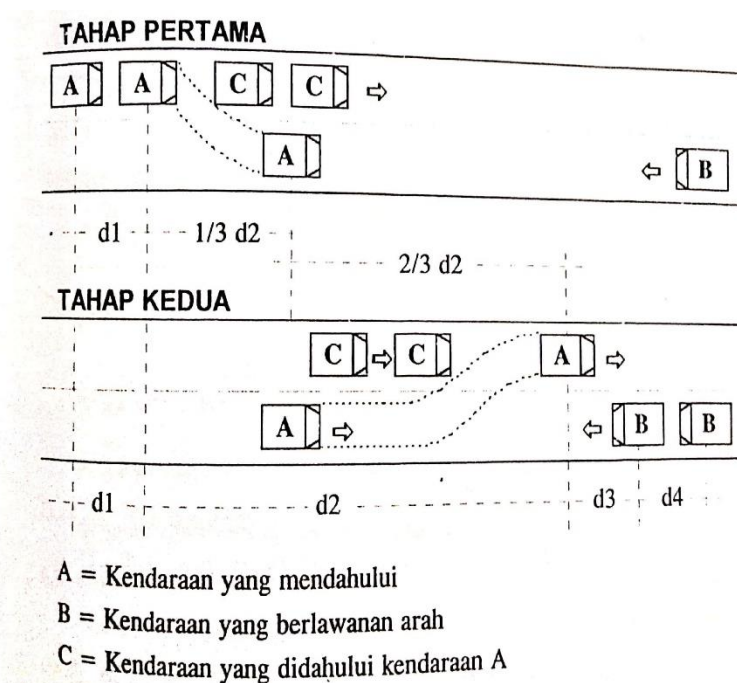 TAHAP PERTAMA
A A C C
A B
d1 1/3 d2
2/3 d2
TAHAP KEDUA
C C A
A B B
d1 d2 d3 d4
A = Kendaraan yang mendahului
B = Kendaraan yang berlawanan arah
C = Kendaraan yang didahului kendaraan A